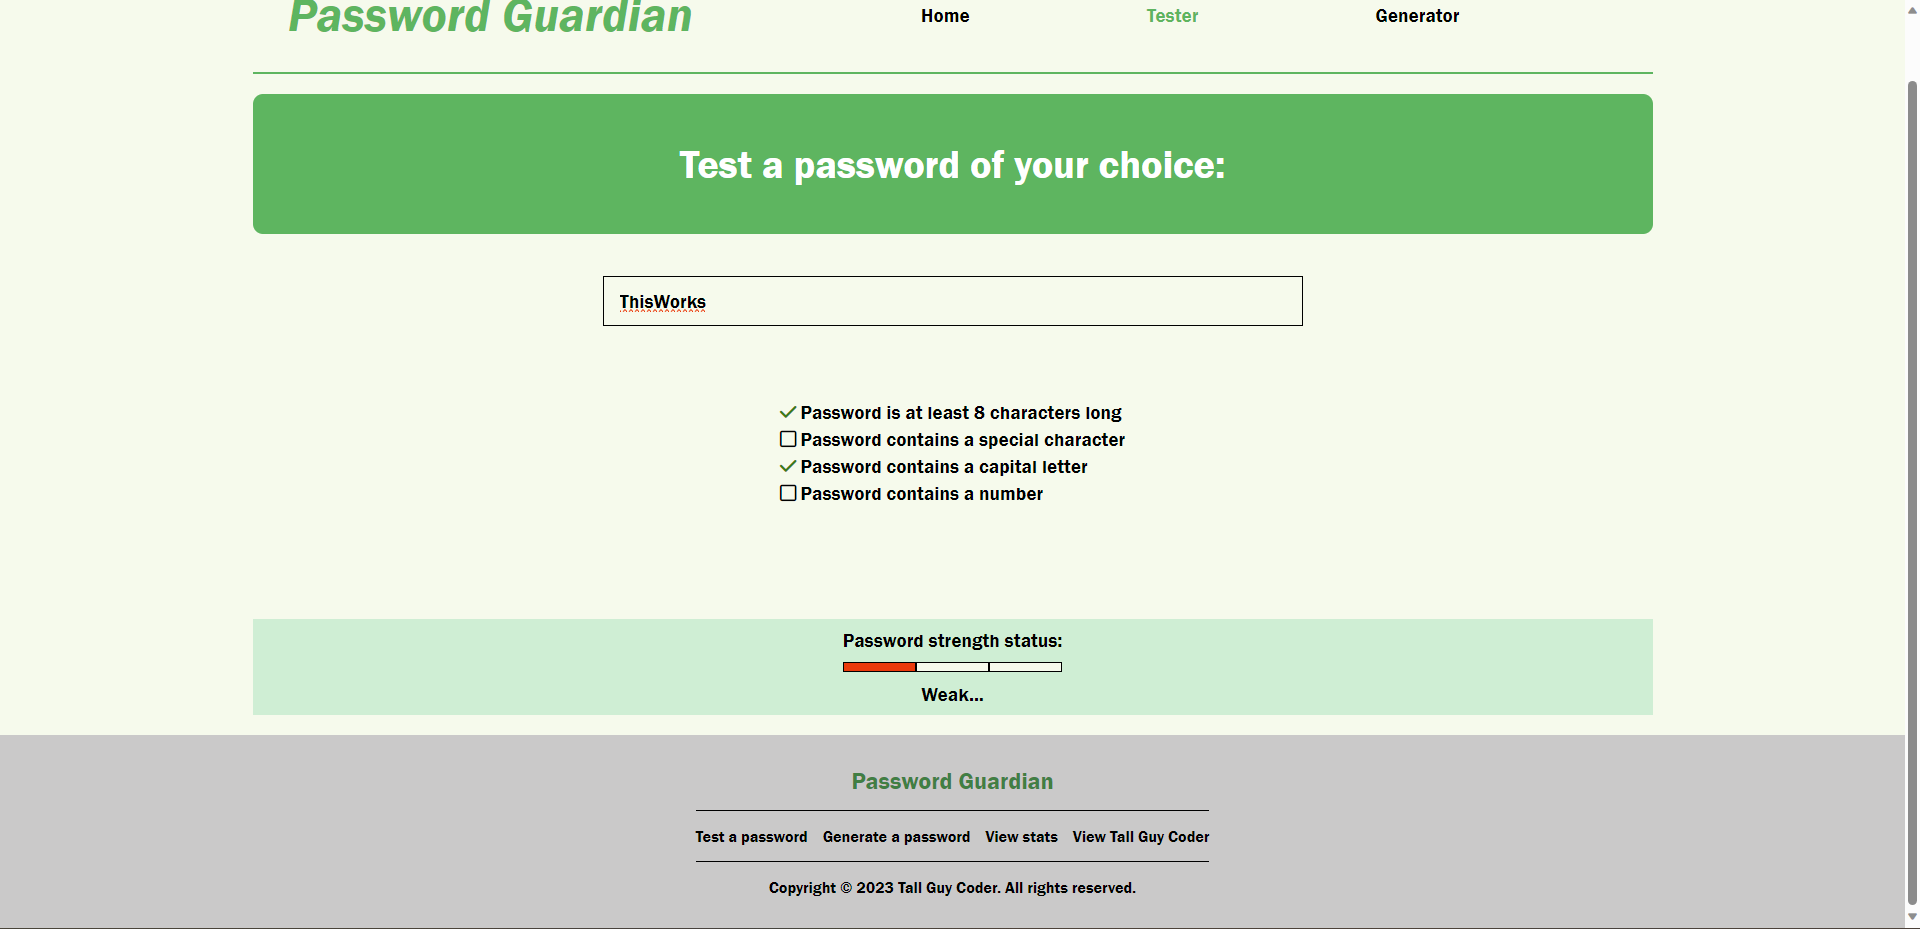 Password Guardian
Home Tester Generator
Test a password of your choice:
ThisWorks
Password is at least 8 characters long
Password contains a special character
Password contains a capital letter
Password contains a number
Password strength status:
Weak...
Password Guardian
Test a password Generate a password View stats View Tall Guy Coder
Copyright © 2023 Tall Guy Coder. All rights reserved.